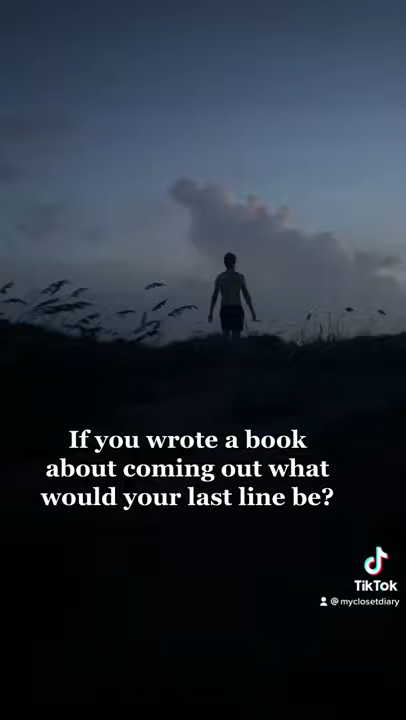 If you wrote a book
about coming out what
would your last line be?
TikTok
@ myclosetdiary